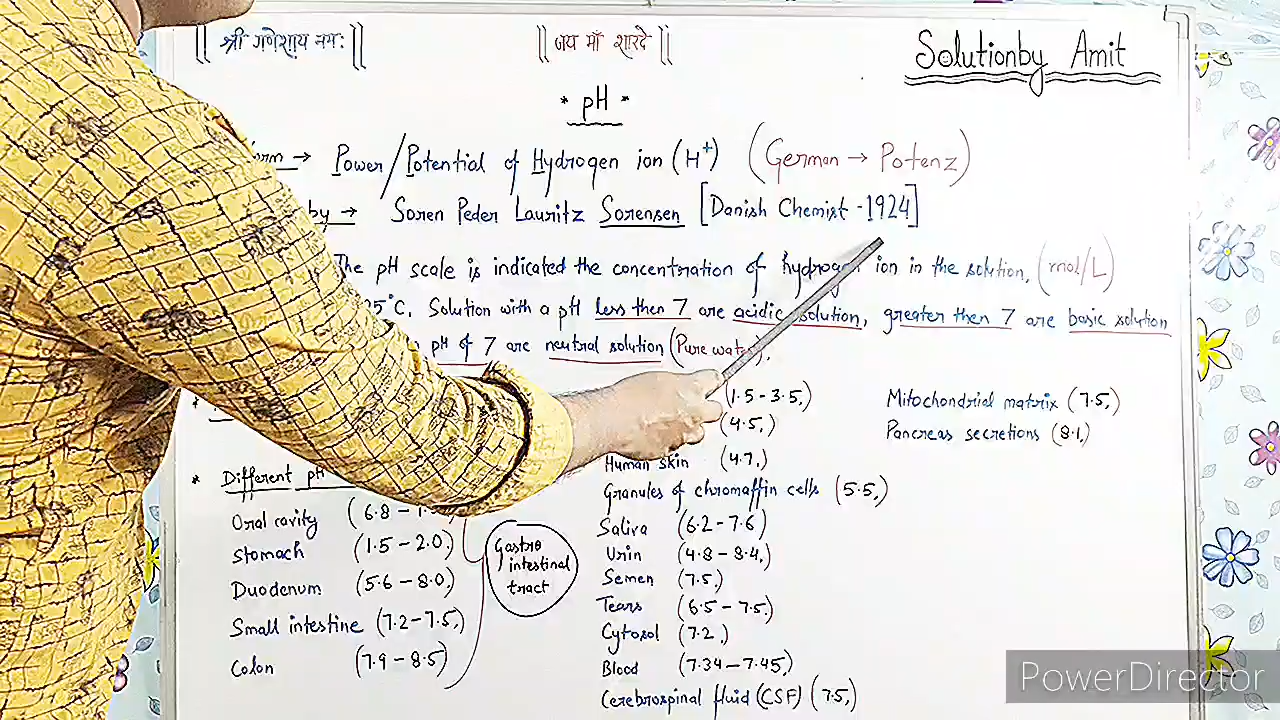 || श्री गणेशाय नमः ||
|| जय माँ शारदे ||
Solutionby Amit
* pH *
→ Power/Potential of Hydrogen ion (H+) (German → Potenz)
by → Soren Peder Lauritz Sorensen [Danish Chemist -1924]
The pH scale is indicated the concentration of hydrogen ion in the solution, (mol/L)
25°C. Solution with a pH less then 7 are acidic solution, greater then 7 are basic solution
pH of 7 are neutral solution (Pure water).
* Different pH
Oral cavity (6.8 –
Stomach (1.5 – 2.0)
Duodenum (5.6 – 8.0)
Small intestine (7.2 – 7.5,)
Colon (7.9 – 8.5)
Gastro
intestinal
tract
(1.5 - 3.5,)
(4.5,)
Human skin (4.7,)
Granules of chromaffin cells (5.5,)
Saliva (6.2 – 7.6)
Urin (4.8 – 8.4,)
Semen (7.5,)
Tears (6.5 – 7.5)
Cytosol (7.2,)
Blood (7.34 – 7.45)
Cerebrospinal fluid (CSF) (7.5,)
Mitochondrial matrix (7.5,)
Pancreas secretions (8.1,)
PowerDirector